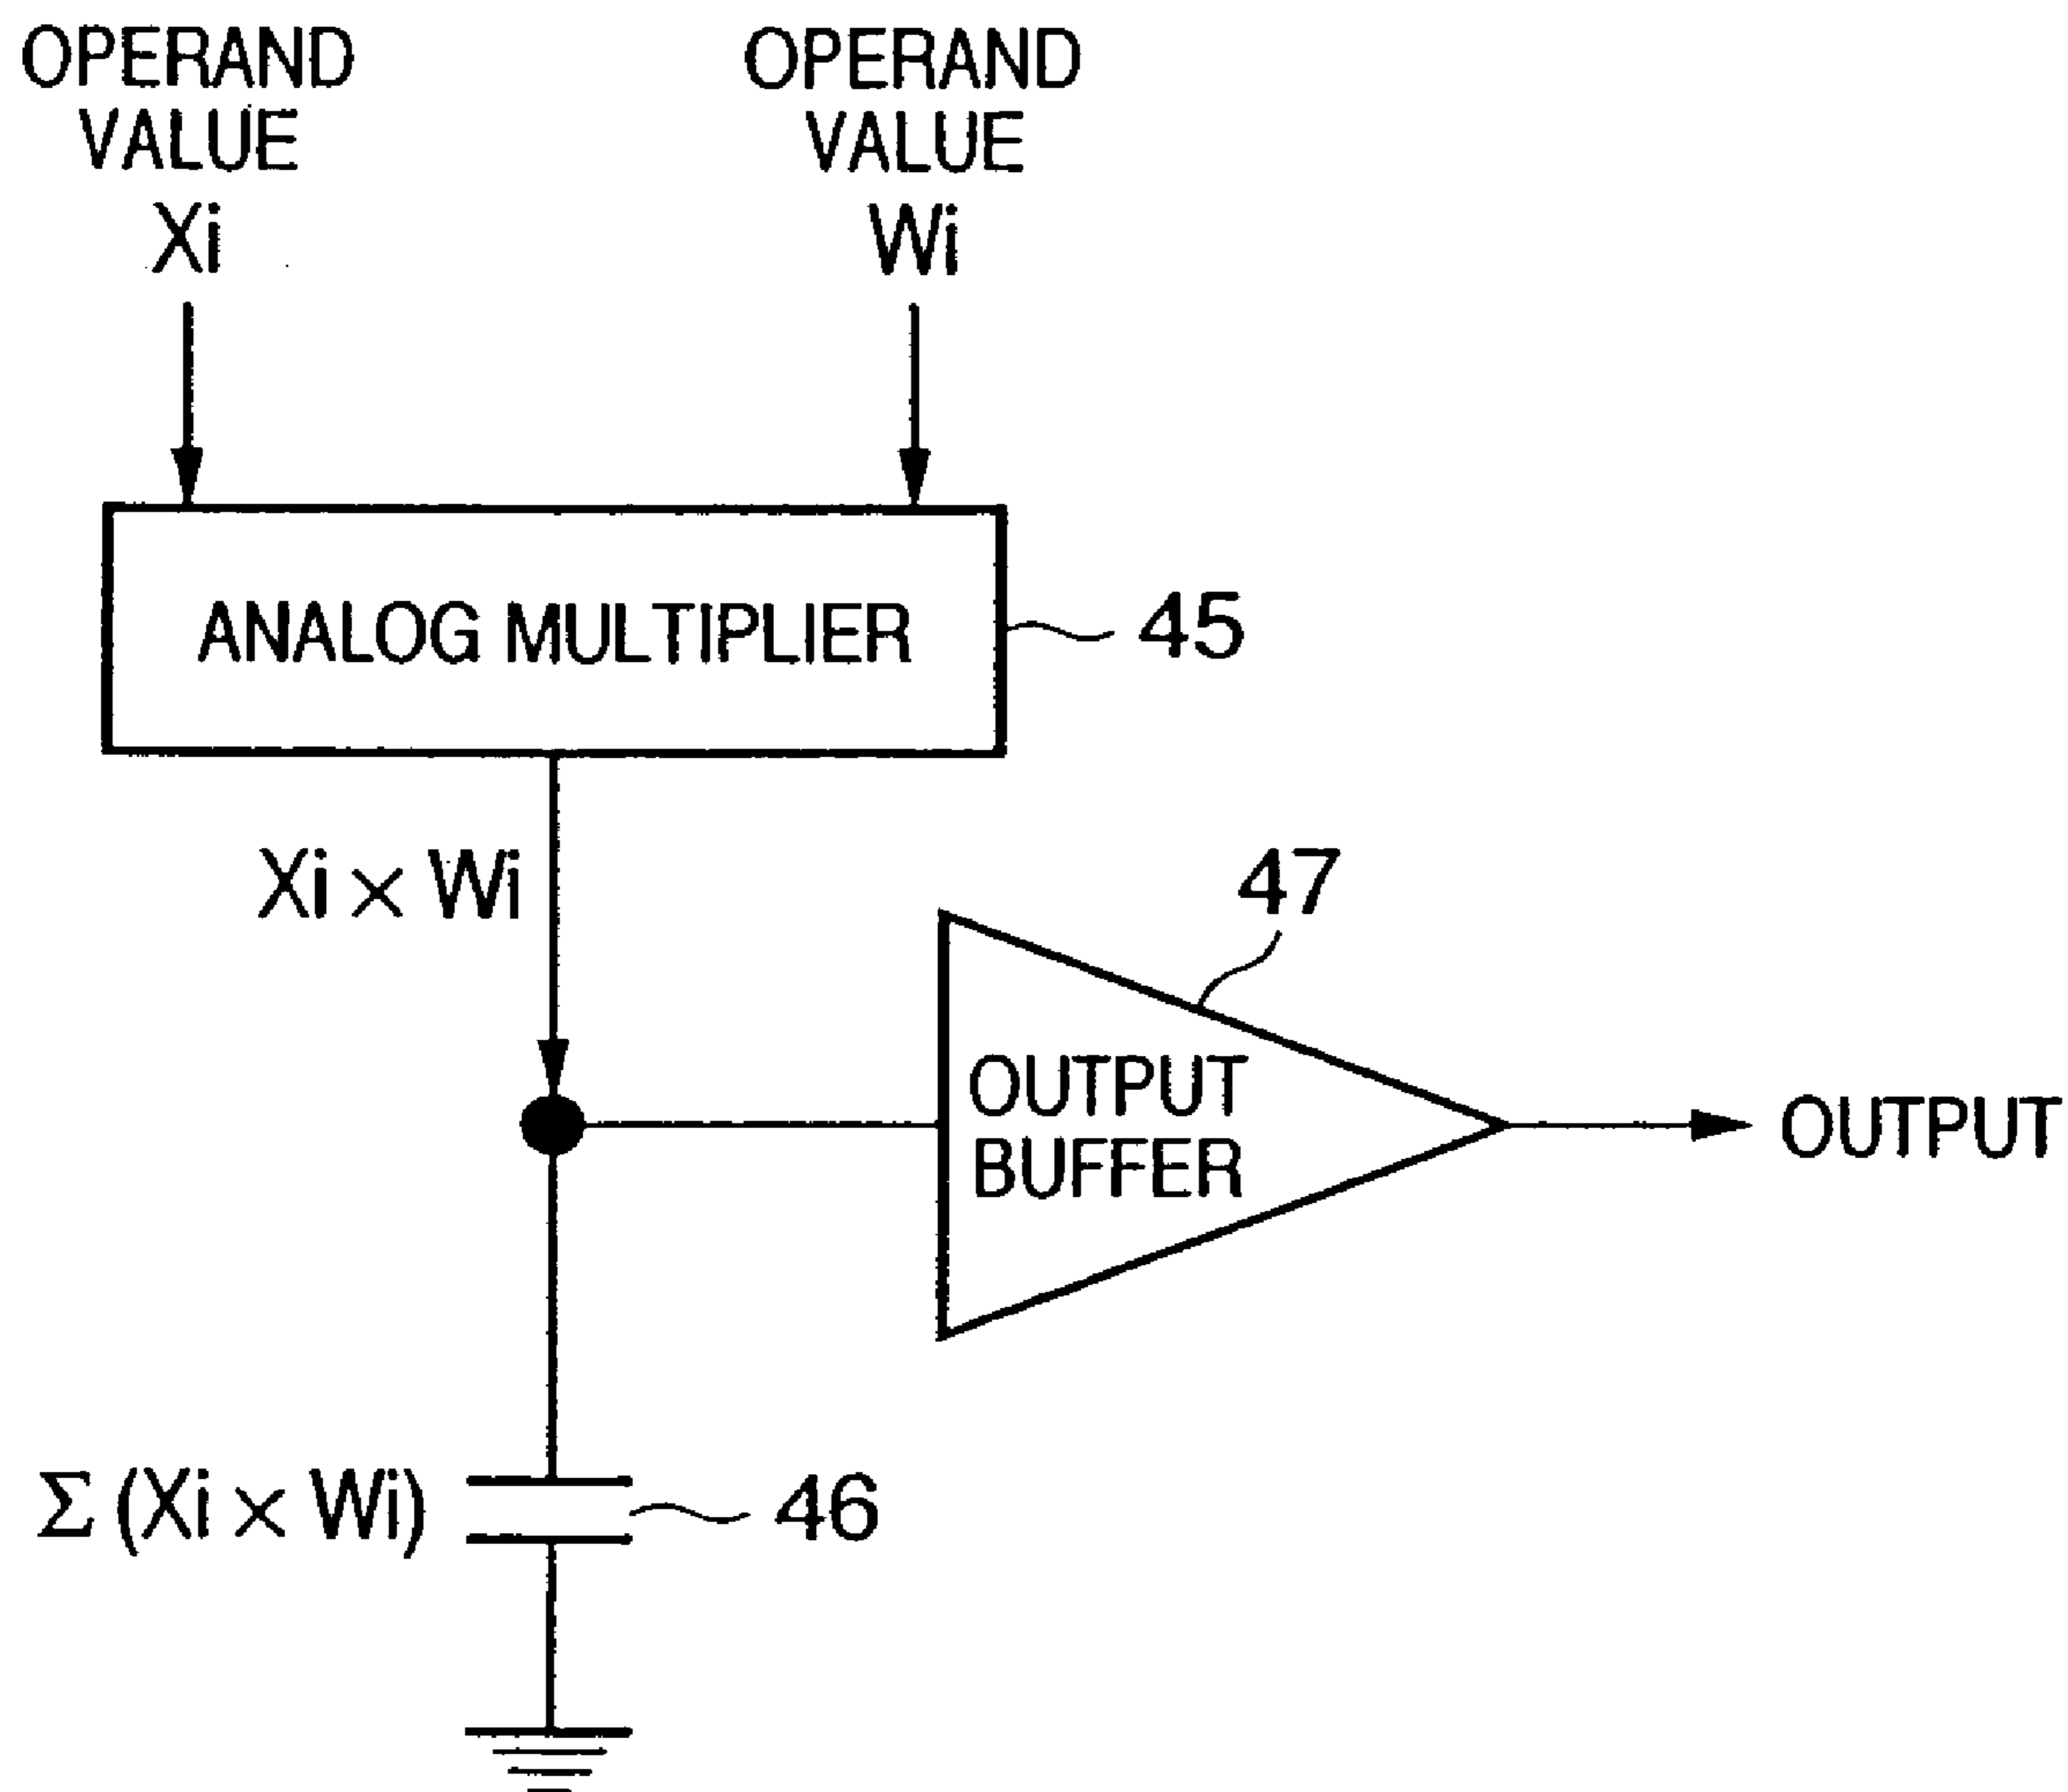 OPERAND
VALUE
Xi
OPERAND
VALUE
Wi
ANALOG MULTIPLIER
45
Xi × Wi
47
OUTPUT
BUFFER
OUTPUT
Σ (Xi × Wi)
46